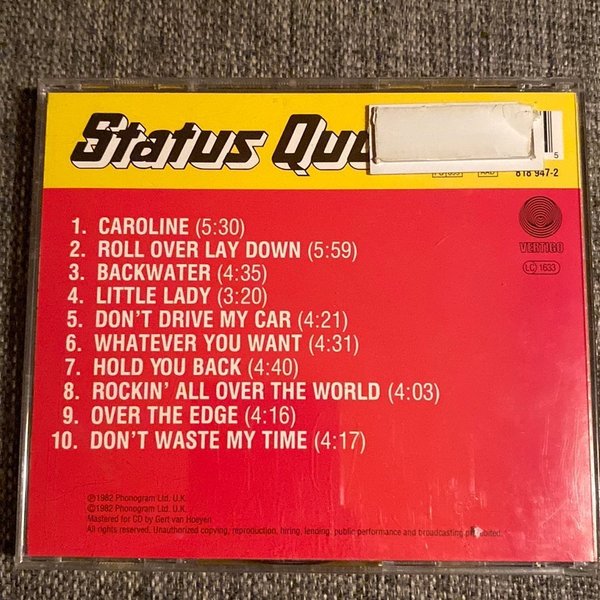 Status
5
818 947-2
1. CAROLINE (5:30)
2. ROLL OVER LAY DOWN (5:59)
3. BACKWATER (4:35)
4. LITTLE LADY (3:20)
5. DON'T DRIVE MY CAR (4:21)
6. WHATEVER YOU WANT (4:31)
7. HOLD YOU BACK (4:40)
8. ROCKIN' ALL OVER THE WORLD (4:03)
9. OVER THE EDGE (4:16)
10. DON'T WASTE MY TIME (4:17)
VERTIGO
LC 1633
℗1982 Phonogram Ltd. U.K.
©1982 Phonogram Ltd. U.K.
Mastered for CD by Gert van Hoeyen
All rights reserved. Unauthorized copying, reproduction, hiring, lending, public performance and broadcasting prohibited.